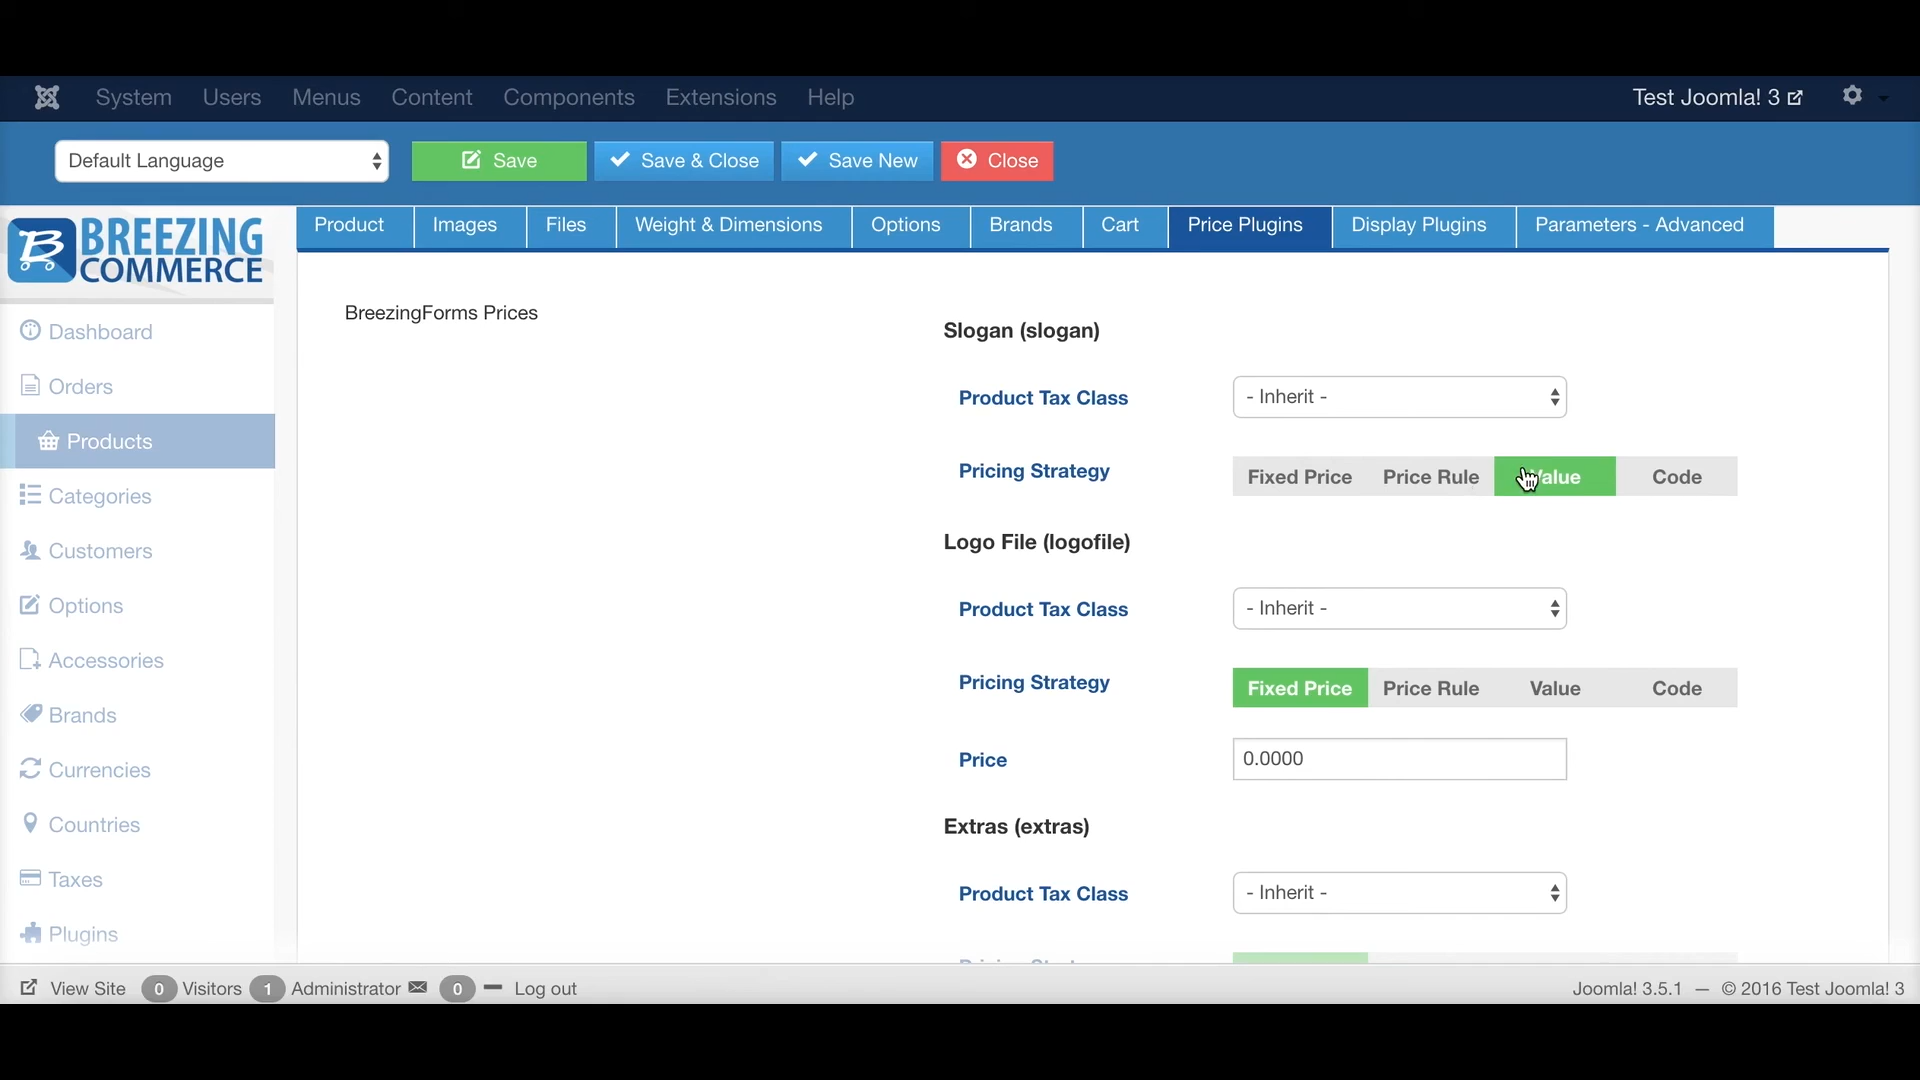 System Users Menus Content Components Extensions Help Test Joomla! 3
Default Language Save Save & Close Save New Close
BREEZING
COMMERCE
Product Images Files Weight & Dimensions Options Brands Cart Price Plugins Display Plugins Parameters - Advanced
Dashboard
Orders
Products
Categories
Customers
Options
Accessories
Brands
Currencies
Countries
Taxes
Plugins
BreezingForms Prices
Slogan (slogan)
Product Tax Class - Inherit -
Pricing Strategy Fixed Price Price Rule Value Code
Logo File (logofile)
Product Tax Class - Inherit -
Pricing Strategy Fixed Price Price Rule Value Code
Price 0.0000
Extras (extras)
Product Tax Class - Inherit -
View Site 0 Visitors 1 Administrator 0 Log out Joomla! 3.5.1 — © 2016 Test Joomla! 3